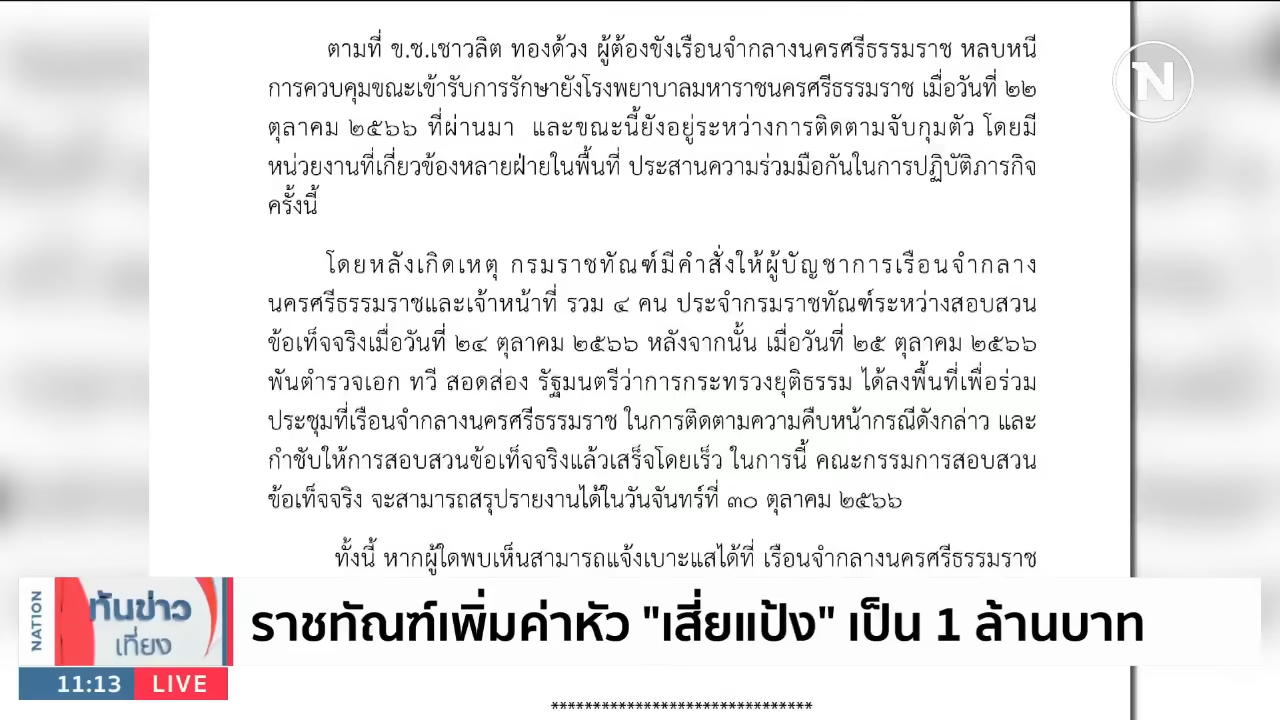 ตามที่ ข.ช.เชาวลิต ทองด้วง ผู้ต้องขังเรือนจำกลางนครศรีธรรมราช หลบหนี
การควบคุมขณะเข้ารับการรักษายังโรงพยาบาลมหาราชนครศรีธรรมราช เมื่อวันที่ ๒๒
ตุลาคม ๒๕๖๖ ที่ผ่านมา และขณะนี้ยังอยู่ระหว่างการติดตามจับกุมตัว โดยมี
หน่วยงานที่เกี่ยวข้องหลายฝ่ายในพื้นที่ ประสานความร่วมมือกันในการปฏิบัติภารกิจ
ครั้งนี้
โดยหลังเกิดเหตุ กรมราชทัณฑ์มีคำสั่งให้ผู้บัญชาการเรือนจำกลาง
นครศรีธรรมราชและเจ้าหน้าที่ รวม ๔ คน ประจำกรมราชทัณฑ์ระหว่างสอบสวน
ข้อเท็จจริงเมื่อวันที่ ๒๔ ตุลาคม ๒๕๖๖ หลังจากนั้น เมื่อวันที่ ๒๕ ตุลาคม ๒๕๖๖
พันตำรวจเอก ทวี สอดส่อง รัฐมนตรีว่าการกระทรวงยุติธรรม ได้ลงพื้นที่เพื่อร่วม
ประชุมที่เรือนจำกลางนครศรีธรรมราช ในการติดตามความคืบหน้ากรณีดังกล่าว และ
กำชับให้การสอบสวนข้อเท็จจริงแล้วเสร็จโดยเร็ว ในการนี้ คณะกรรมการสอบสวน
ข้อเท็จจริง จะสามารถสรุปรายงานได้ในวันจันทร์ที่ ๓๐ ตุลาคม ๒๕๖๖
ทั้งนี้ หากผู้ใดพบเห็นสามารถแจ้งเบาะแสได้ที่ เรือนจำกลางนครศรีธรรมราช
N
NATION
ทันข่าว
เที่ยง
ราชทัณฑ์เพิ่มค่าหัว "เสี่ยแป้ง" เป็น 1 ล้านบาท
11:13 LIVE
*******************************